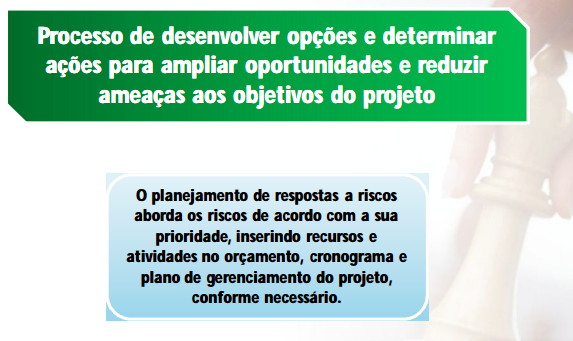 Processo de desenvolver opções e determinar
ações para ampliar oportunidades e reduzir
ameaças aos objetivos do projeto
O planejamento de respostas a riscos
aborda os riscos de acordo com a sua
prioridade, inserindo recursos e
atividades no orçamento, cronograma e
plano de gerenciamento do projeto,
conforme necessário.